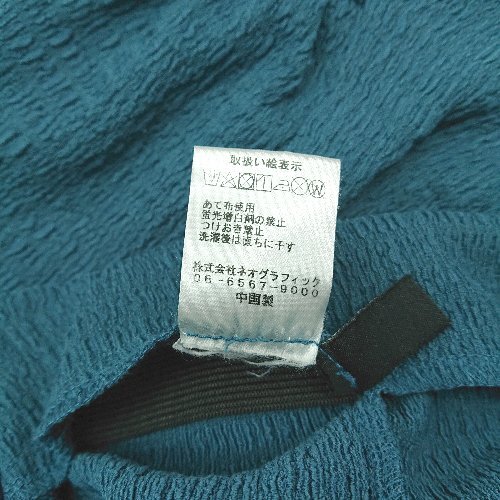 取扱い絵表示
あて布使用
蛍光増白剤の禁止
つけおき禁止
洗濯後は直ちに干す
株式会社ネオグラフィック
06-6567-9000
中国製